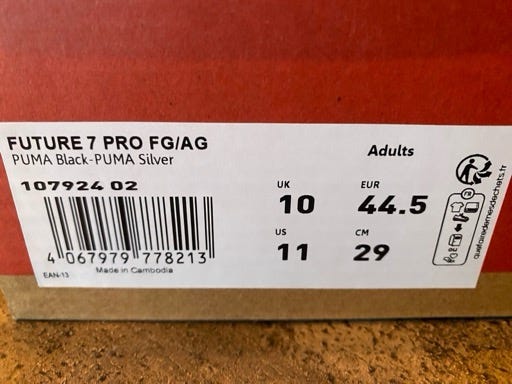 FUTURE 7 PRO FG/AG
PUMA Black-PUMA Silver
Adults
107924 02
UK
10
EUR
44.5
US
11
CM
29
4 067979 778213
EAN-13
Made in Cambodia
FR
quefairedemesdechets.fr